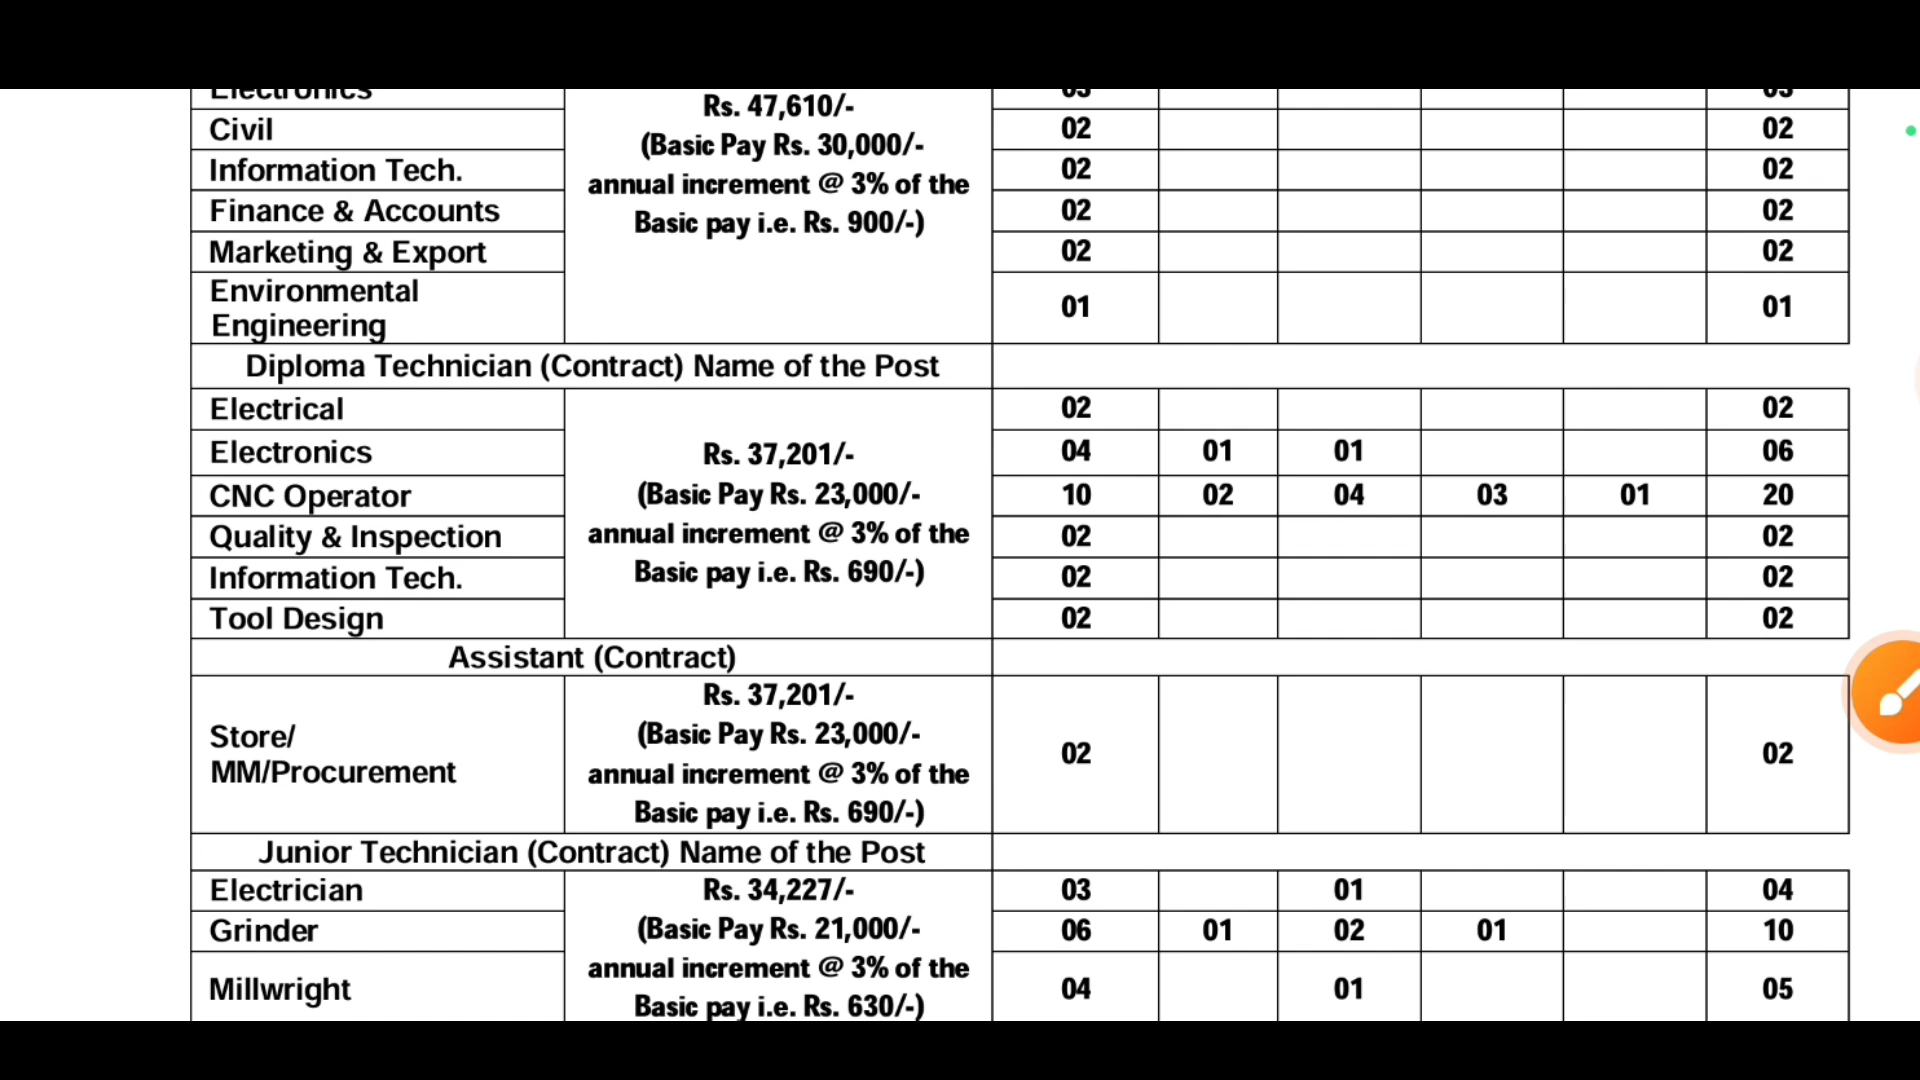 Electronics 03 03
Rs. 47,610/-
Civil 02 02
(Basic Pay Rs. 30,000/-
Information Tech. 02 02
annual increment @ 3% of the
Finance & Accounts 02 02
Basic pay i.e. Rs. 900/-)
Marketing & Export 02 02
Environmental
Engineering 01 01
Diploma Technician (Contract) Name of the Post
Electrical 02 02
Electronics 04 01 01 06
Rs. 37,201/-
CNC Operator 10 02 04 03 01 20
(Basic Pay Rs. 23,000/-
Quality & Inspection 02 02
annual increment @ 3% of the
Information Tech. 02 02
Basic pay i.e. Rs. 690/-)
Tool Design 02 02
Assistant (Contract)
Store/
MM/Procurement
Rs. 37,201/-
(Basic Pay Rs. 23,000/-
annual increment @ 3% of the
Basic pay i.e. Rs. 690/-)
02 02
Junior Technician (Contract) Name of the Post
Electrician Rs. 34,227/- 03 01 04
Grinder (Basic Pay Rs. 21,000/- 06 01 02 01 10
annual increment @ 3% of the
Millwright 04 01 05
Basic pay i.e. Rs. 630/-)